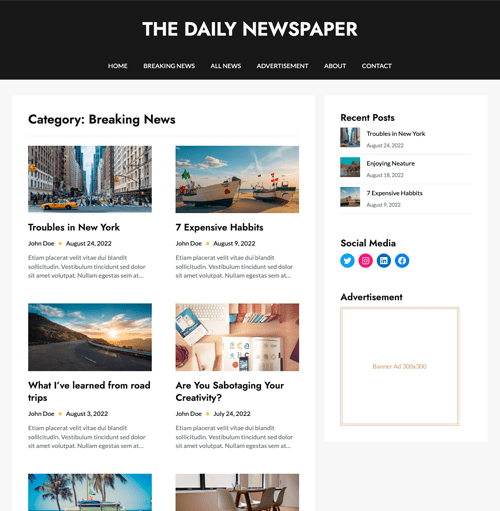 THE DAILY NEWSPAPER
HOME BREAKING NEWS ALL NEWS ADVERTISEMENT ABOUT CONTACT
Category: Breaking News
Troubles in New York
John Doe August 24, 2022
Etiam placerat velit vitae dui blandit
sollicitudin. Vestibulum tincidunt sed dolor
sit amet volutpat. Nullam egestas sem at...
7 Expensive Habbits
John Doe August 9, 2022
Etiam placerat velit vitae dui blandit
sollicitudin. Vestibulum tincidunt sed dolor
sit amet volutpat. Nullam egestas sem at...
What I've learned from road
trips
John Doe August 3, 2022
Etiam placerat velit vitae dui blandit
sollicitudin. Vestibulum tincidunt sed dolor
sit amet volutpat. Nullam egestas sem at...
Are You Sabotaging Your
Creativity?
John Doe July 24, 2022
Etiam placerat velit vitae dui blandit
sollicitudin. Vestibulum tincidunt sed dolor
sit amet volutpat. Nullam egestas sem at...
Recent Posts
Troubles in New York
August 24, 2022
Enjoying Neature
August 18, 2022
7 Expensive Habbits
August 9, 2022
Social Media
Advertisement
Banner Ad 300x300